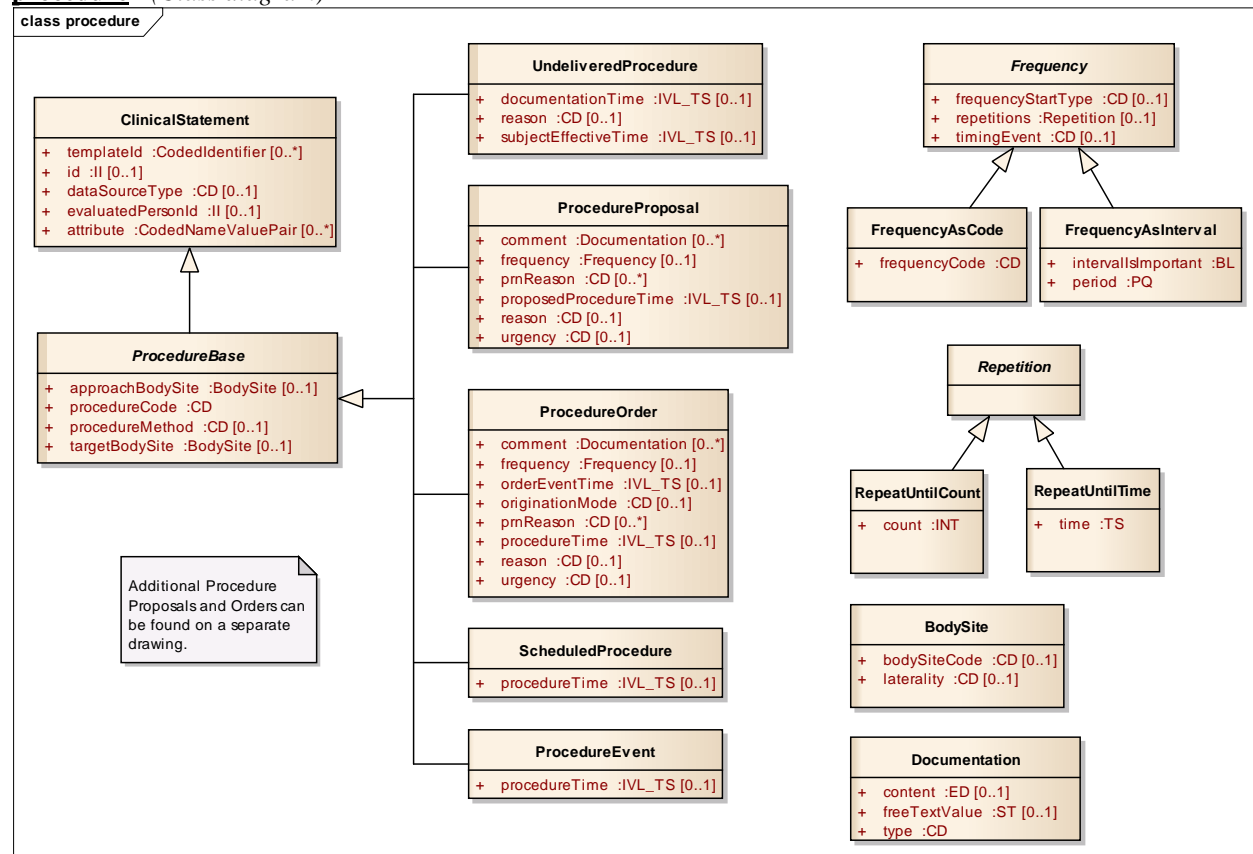 class procedure
ClinicalStatement
+ templateId :CodedIdentifier [0..*]
+ id :II [0..1]
+ dataSourceType :CD [0..1]
+ evaluatedPersonId :II [0..1]
+ attribute :CodedNameValuePair [0..*]
ProcedureBase
+ approachBodySite :BodySite [0..1]
+ procedureCode :CD
+ procedureMethod :CD [0..1]
+ targetBodySite :BodySite [0..1]
Additional Procedure
Proposals and Orders can
be found on a separate
drawing.
UndeliveredProcedure
+ documentationTime :IVL_TS [0..1]
+ reason :CD [0..1]
+ subjectEffectiveTime :IVL_TS [0..1]
ProcedureProposal
+ comment :Documentation [0..*]
+ frequency :Frequency [0..1]
+ prnReason :CD [0..*]
+ proposedProcedureTime :IVL_TS [0..1]
+ reason :CD [0..1]
+ urgency :CD [0..1]
ProcedureOrder
+ comment :Documentation [0..*]
+ frequency :Frequency [0..1]
+ orderEventTime :IVL_TS [0..1]
+ originationMode :CD [0..1]
+ prnReason :CD [0..*]
+ procedureTime :IVL_TS [0..1]
+ reason :CD [0..1]
+ urgency :CD [0..1]
ScheduledProcedure
+ procedureTime :IVL_TS [0..1]
ProcedureEvent
+ procedureTime :IVL_TS [0..1]
Frequency
+ frequencyStartType :CD [0..1]
+ repetitions :Repetition [0..1]
+ timingEvent :CD [0..1]
FrequencyAsCode
+ frequencyCode :CD
FrequencyAsInterval
+ intervalIsImportant :BL
+ period :PQ
Repetition
RepeatUntilCount
+ count :INT
RepeatUntilTime
+ time :TS
BodySite
+ bodySiteCode :CD [0..1]
+ laterality :CD [0..1]
Documentation
+ content :ED [0..1]
+ freeTextValue :ST [0..1]
+ type :CD